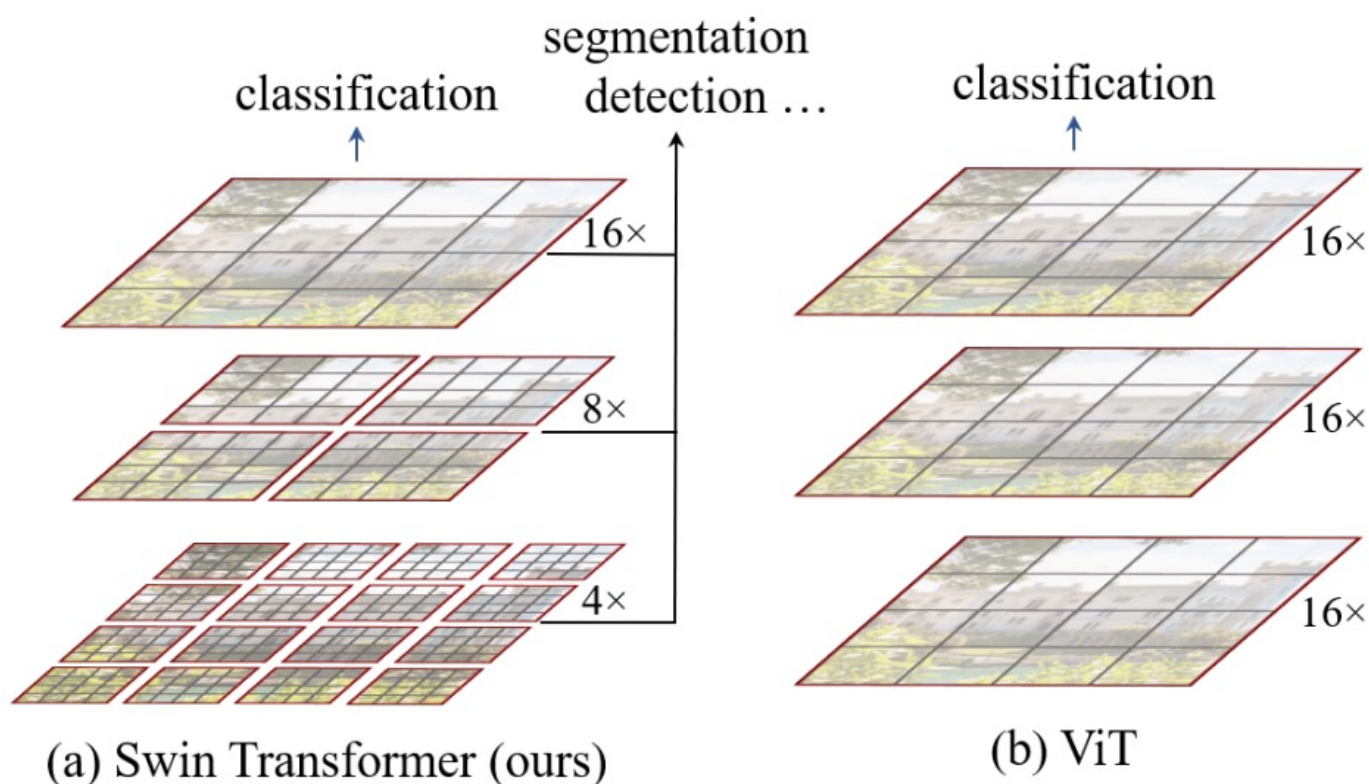 segmentation
classification
detection …
classification
16×
8×
4×
16×
16×
16×
(a) Swin Transformer (ours)
(b) ViT